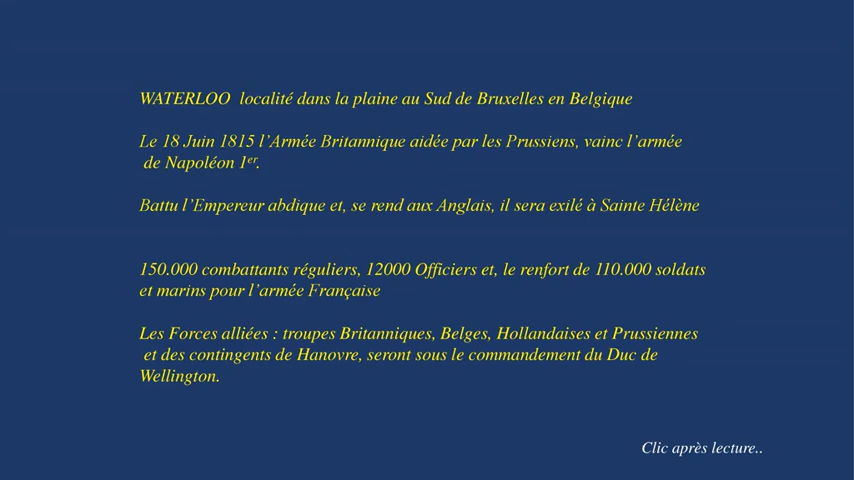 WATERLOO localité dans la plaine au Sud de Bruxelles en Belgique
Le 18 Juin 1815 l'Armée Britannique aidée par les Prussiens, vainc l'armée
de Napoléon 1er.
Battu l'Empereur abdique et, se rend aux Anglais, il sera exilé à Sainte Hélène
150.000 combattants réguliers, 12000 Officiers et, le renfort de 110.000 soldats
et marins pour l'armée Française
Les Forces alliées : troupes Britanniques, Belges, Hollandaises et Prussiennes
et des contingents de Hanovre, seront sous le commandement du Duc de
Wellington.
Clic après lecture..